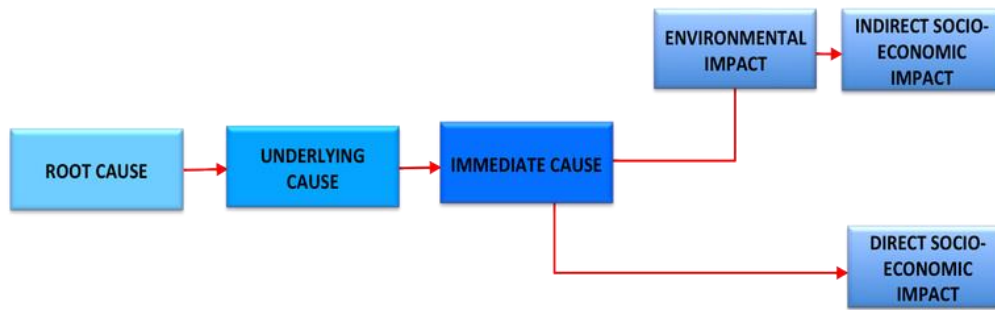 ENVIRONMENTAL
IMPACT
INDIRECT SOCIO-
ECONOMIC
IMPACT
ROOT CAUSE
UNDERLYING
CAUSE
IMMEDIATE CAUSE
DIRECT SOCIO-
ECONOMIC
IMPACT